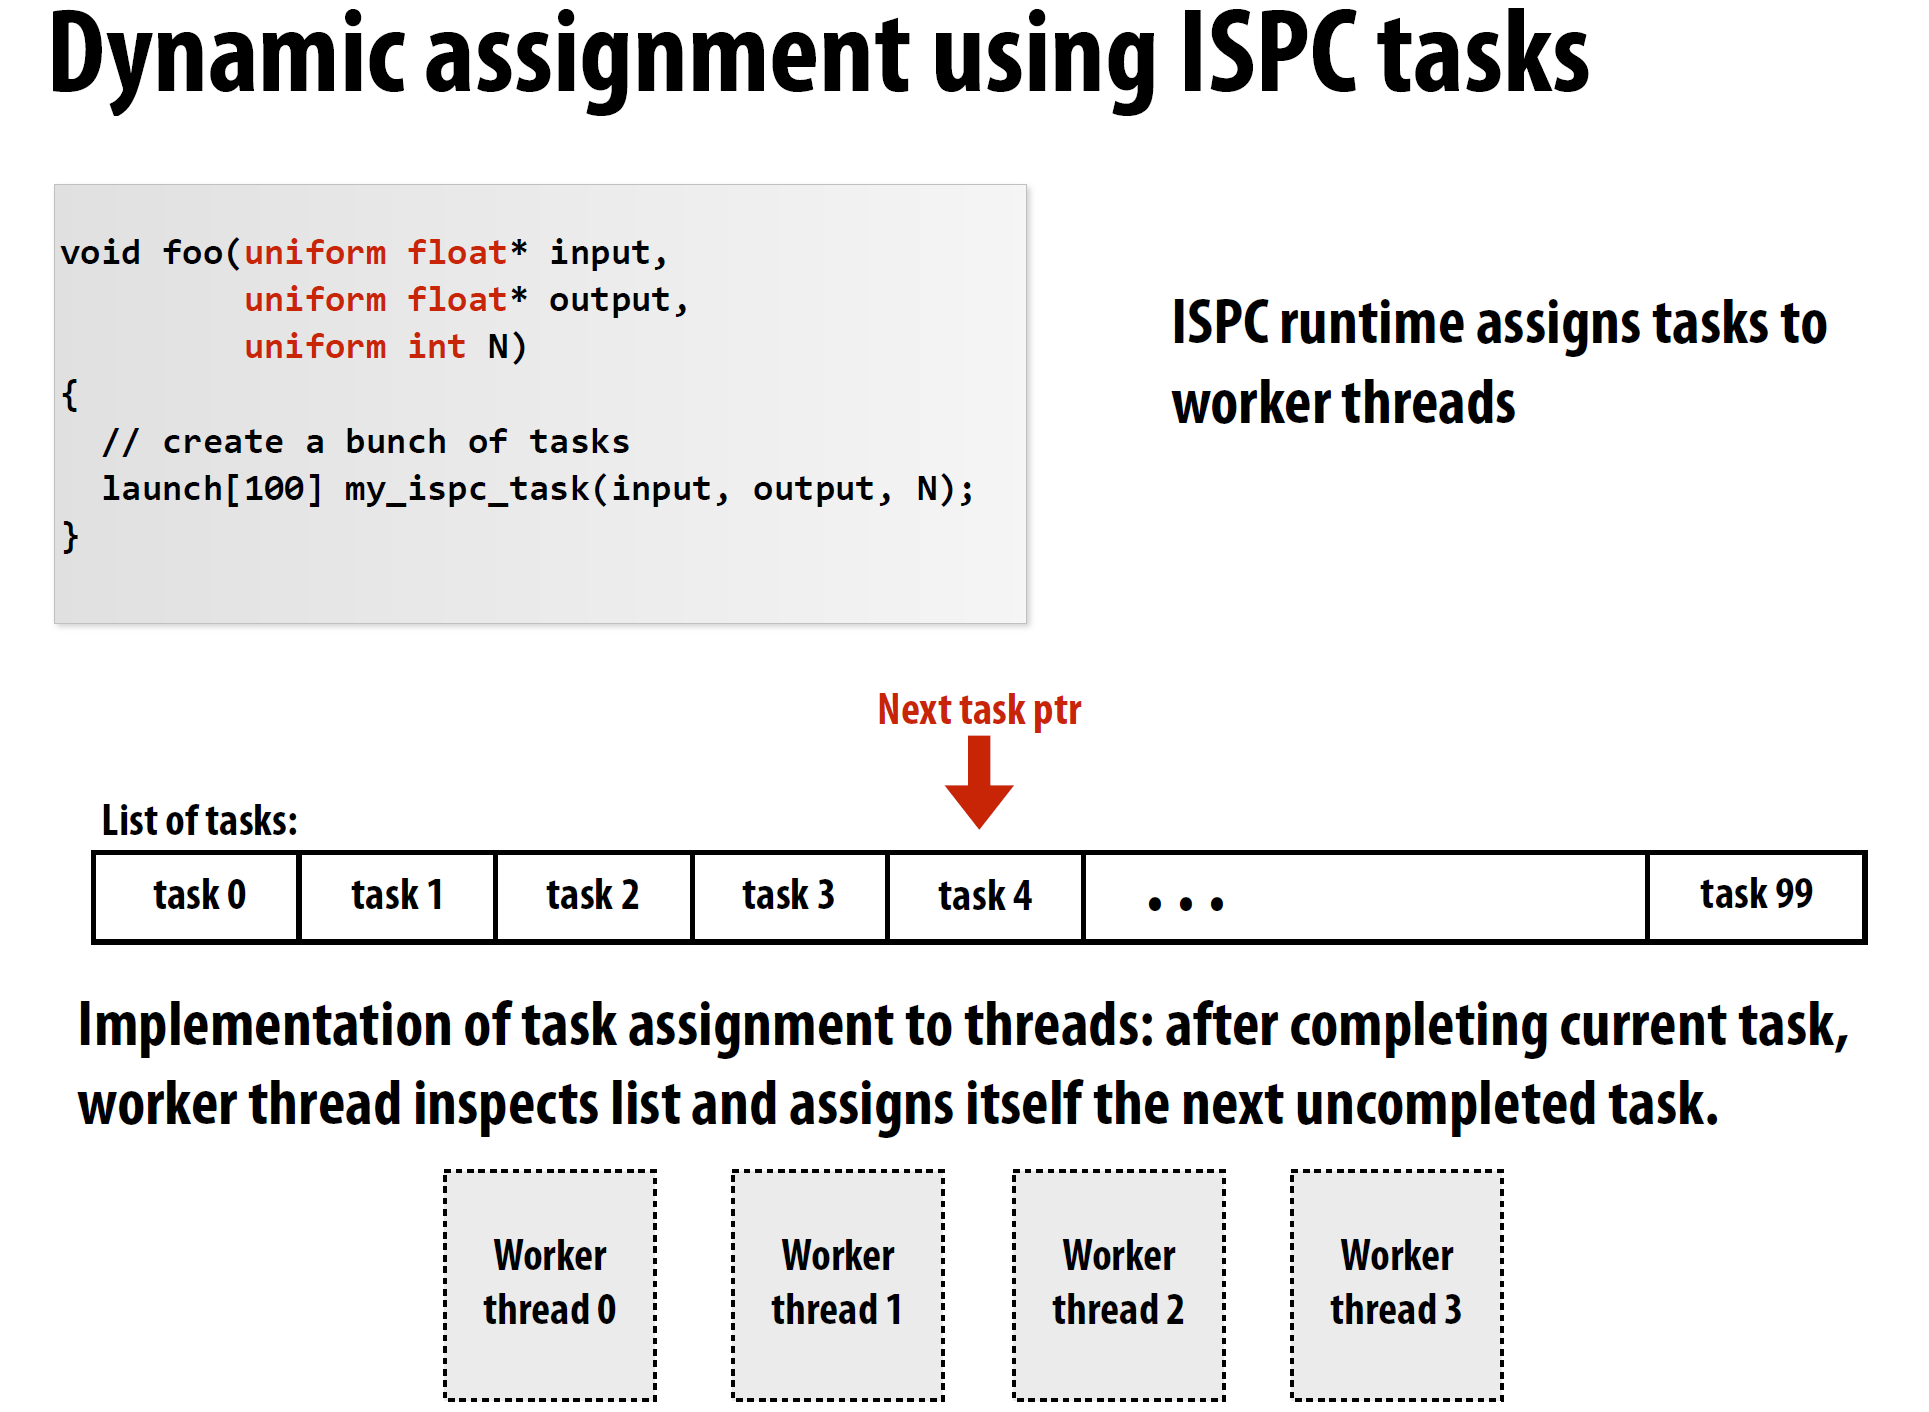 Dynamic assignment using ISPC tasks
void foo(uniform float* input,
         uniform float* output,
         uniform int N)
{
  // create a bunch of tasks
  launch[100] my_ispc_task(input, output, N);
}
ISPC runtime assigns tasks to
worker threads
Next task ptr
List of tasks:
task 0 task 1 task 2 task 3 task 4 • • • task 99
Implementation of task assignment to threads: after completing current task,
worker thread inspects list and assigns itself the next uncompleted task.
Worker
thread 0
Worker
thread 1
Worker
thread 2
Worker
thread 3